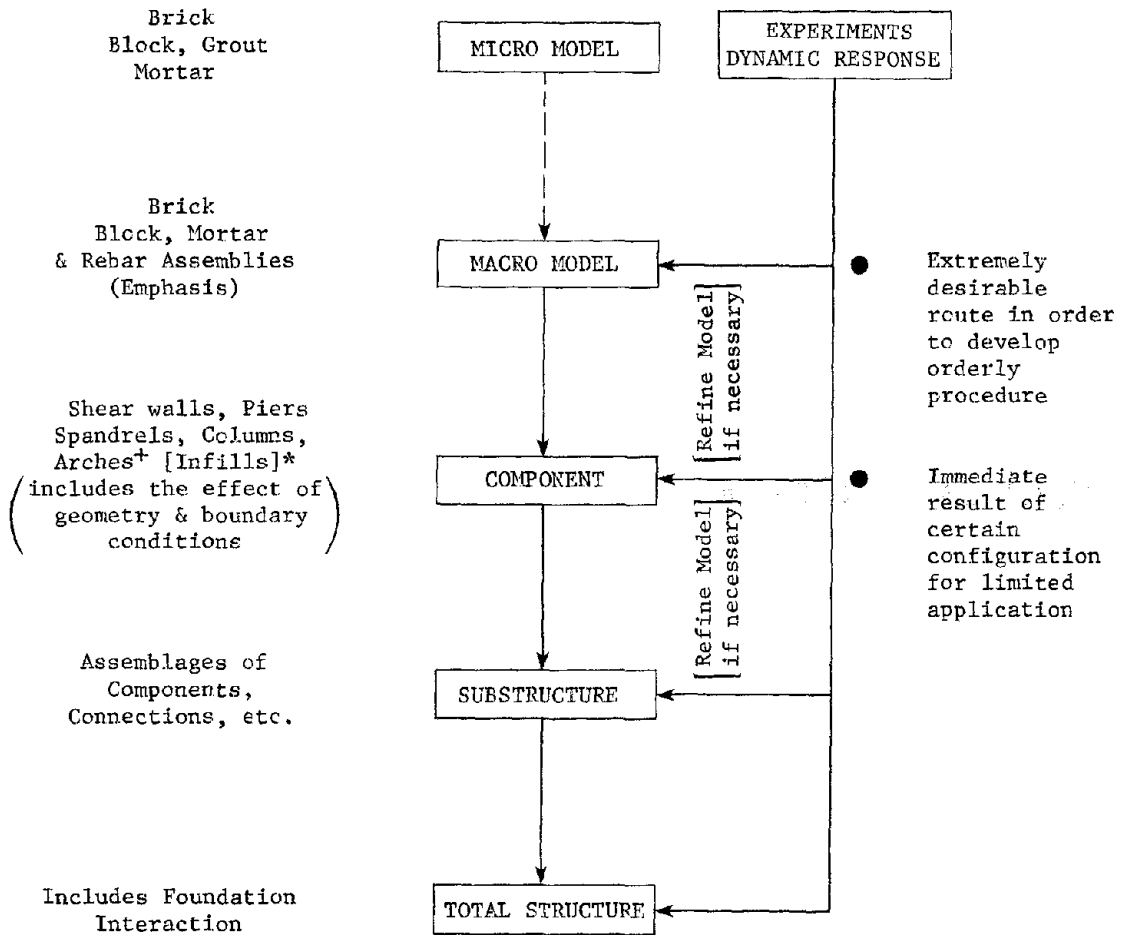 Brick
Block, Grout
Mortar
MICRO MODEL
EXPERIMENTS
DYNAMIC RESPONSE
Brick
Block, Mortar
& Rebar Assemblies
(Emphasis)
MACRO MODEL
Extremely
desirable
route in order
to develop
orderly
procedure
[Refine Model
if necessary]
Shear walls, Piers
Spandrels, Columns,
Arches+ [Infills]*
(includes the effect of
geometry & boundary
conditions)
COMPONENT
Immediate
result of
certain
configuration
for limited
application
[Refine Model
if necessary]
Assemblages of
Components,
Connections, etc.
SUBSTRUCTURE
Includes Foundation
Interaction
TOTAL STRUCTURE